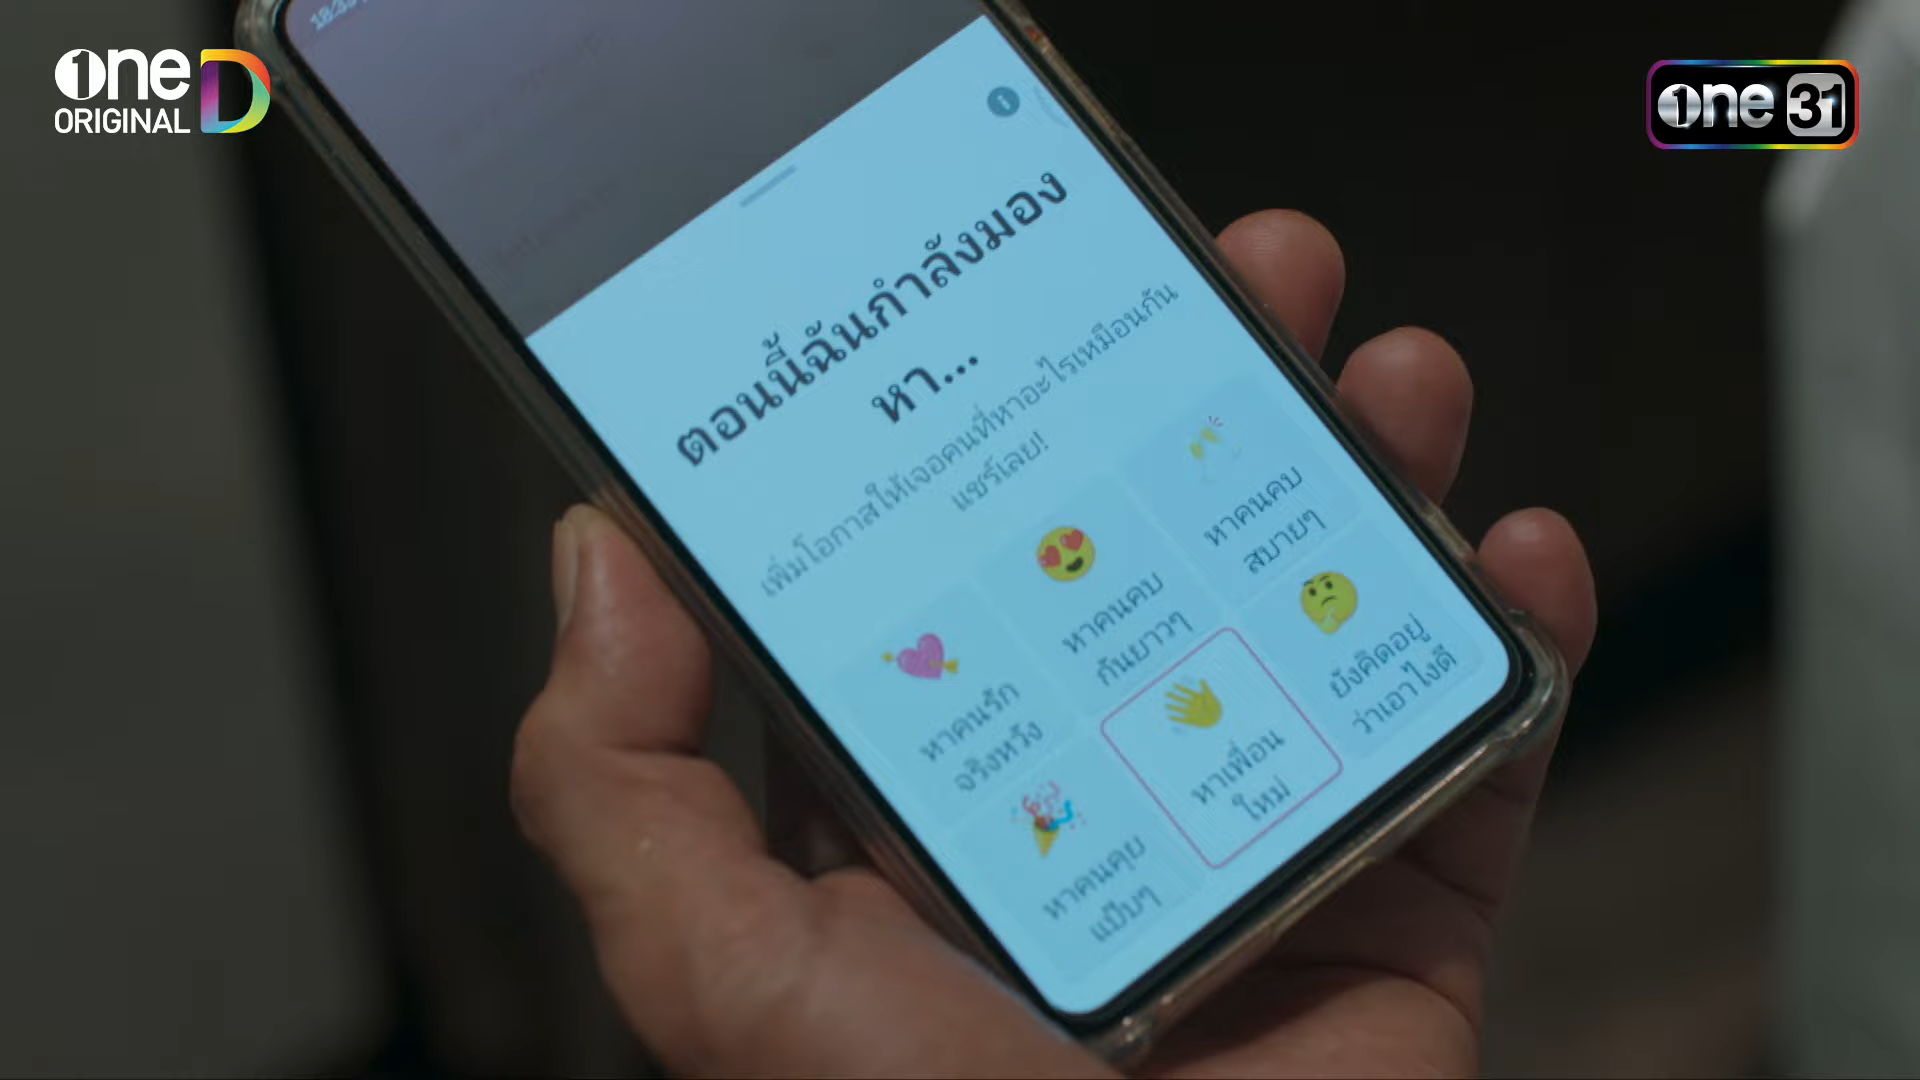 one
ORIGINAL D
one 31
ตอนนี้ฉันกำลังมอง
หา...
เพิ่มโอกาสให้เจอคนที่หาอะไรเหมือนกัน
แชร์เลย!
หาคนรัก
จริงหวัง
หาคนคบ
กันยาวๆ
หาคนคบ
สบายๆ
หาคนคุย
แป๊บๆ
หาเพื่อน
ใหม่
ยังคิดอยู่
ว่าเอาไงดี